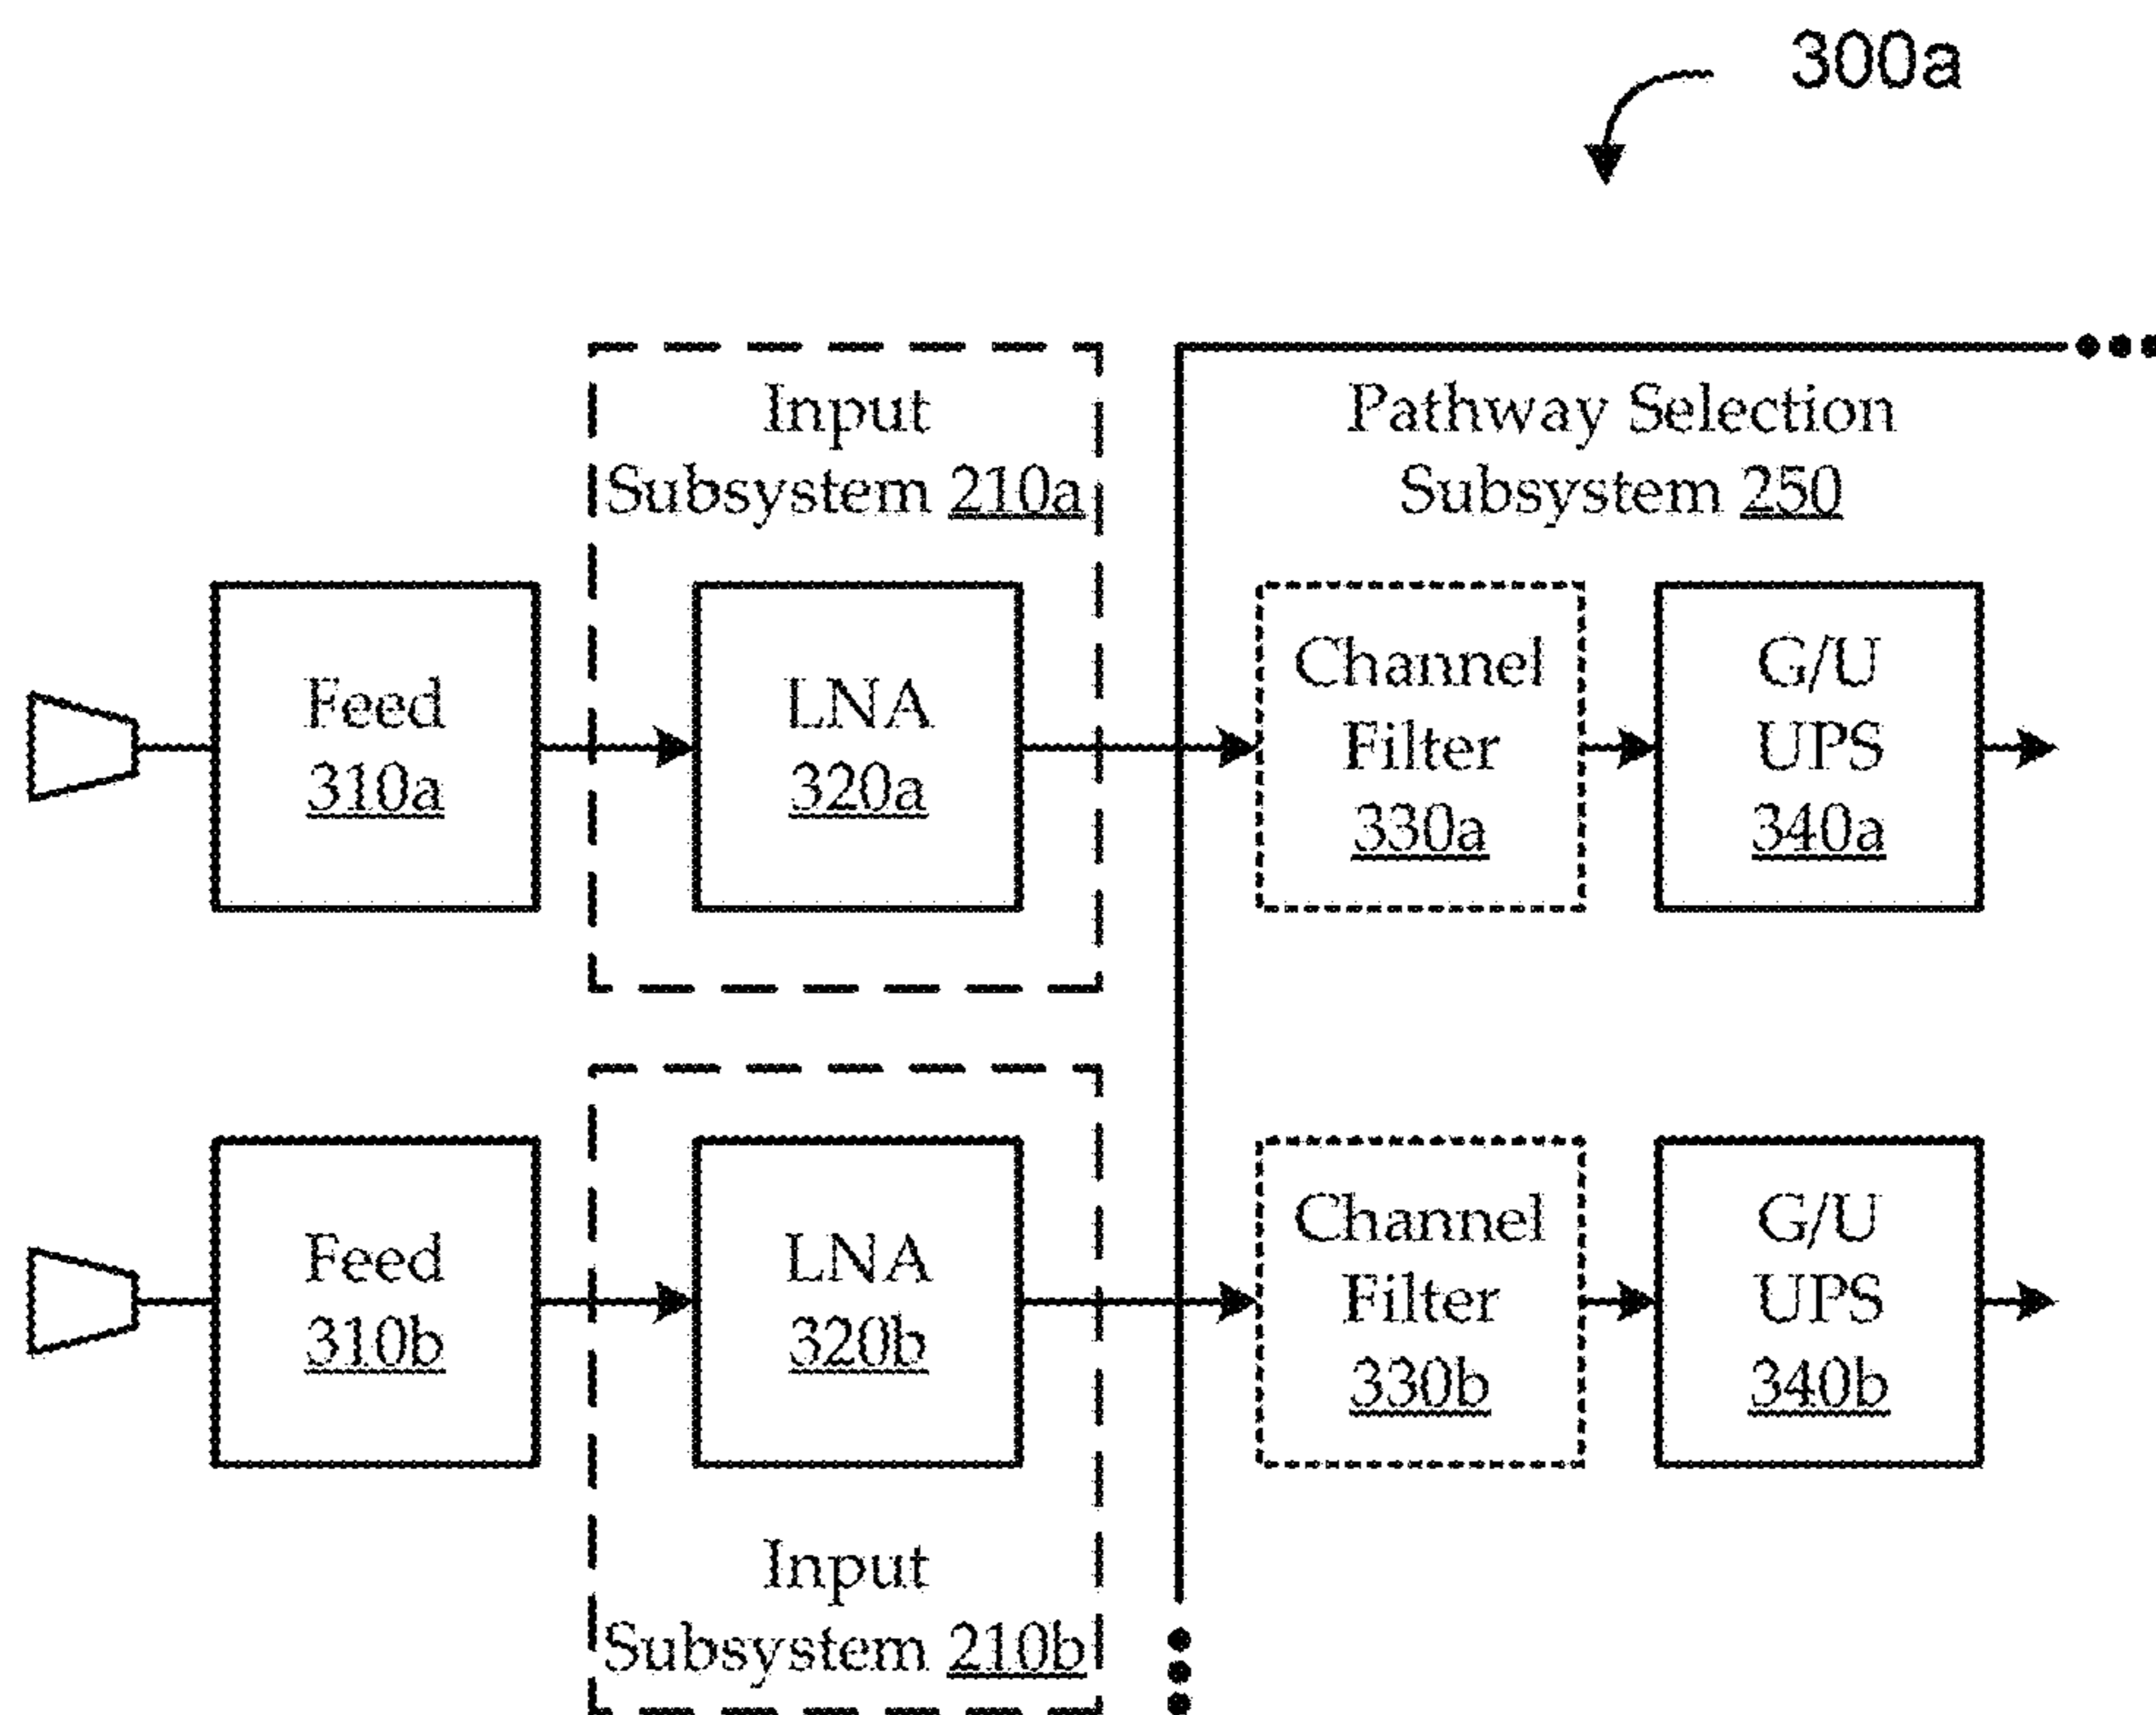 300a
Input
Subsystem 210a
Pathway Selection
Subsystem 250
Feed
310a
LNA
320a
Channel
Filter
330a
G/U
UPS
340a
Feed
310b
LNA
320b
Channel
Filter
330b
G/U
UPS
340b
Input
Subsystem 210b